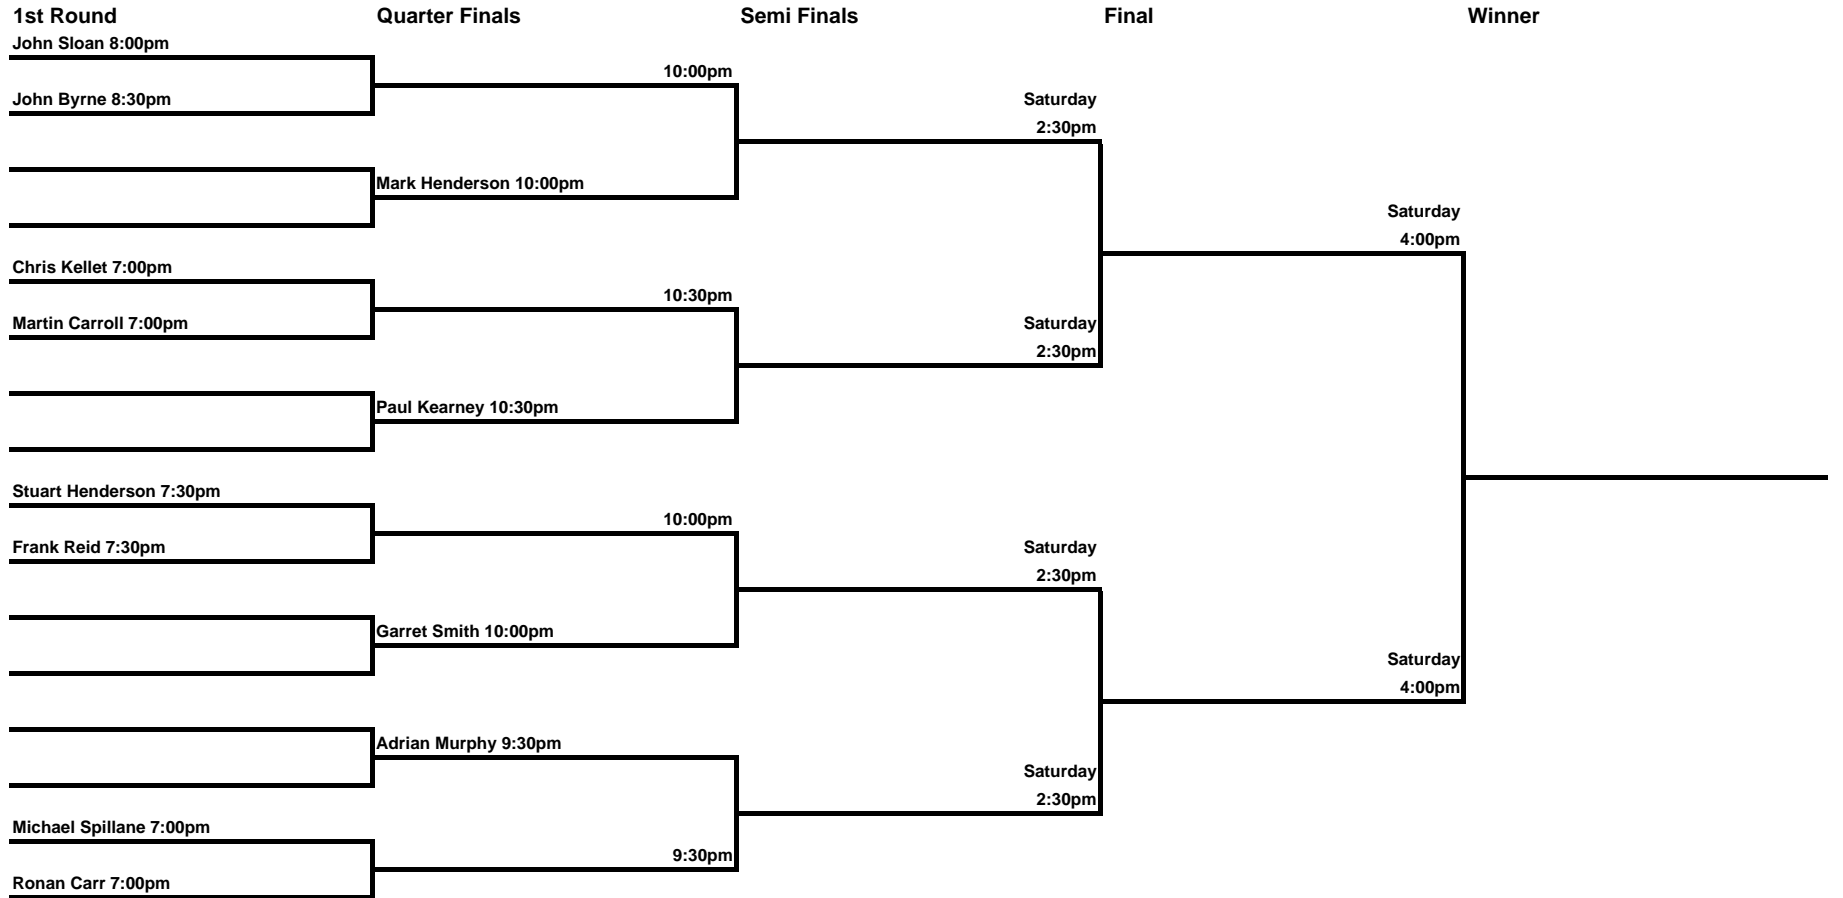 1st Round Quarter Finals Semi Finals Final Winner
John Sloan 8:00pm
10:00pm
John Byrne 8:30pm
Saturday
2:30pm
Mark Henderson 10:00pm
Saturday
4:00pm
Chris Kellet 7:00pm
10:30pm
Martin Carroll 7:00pm
Saturday
2:30pm
Paul Kearney 10:30pm
Stuart Henderson 7:30pm
10:00pm
Frank Reid 7:30pm
Saturday
2:30pm
Garret Smith 10:00pm
Saturday
4:00pm
Adrian Murphy 9:30pm
Saturday
2:30pm
Michael Spillane 7:00pm
9:30pm
Ronan Carr 7:00pm